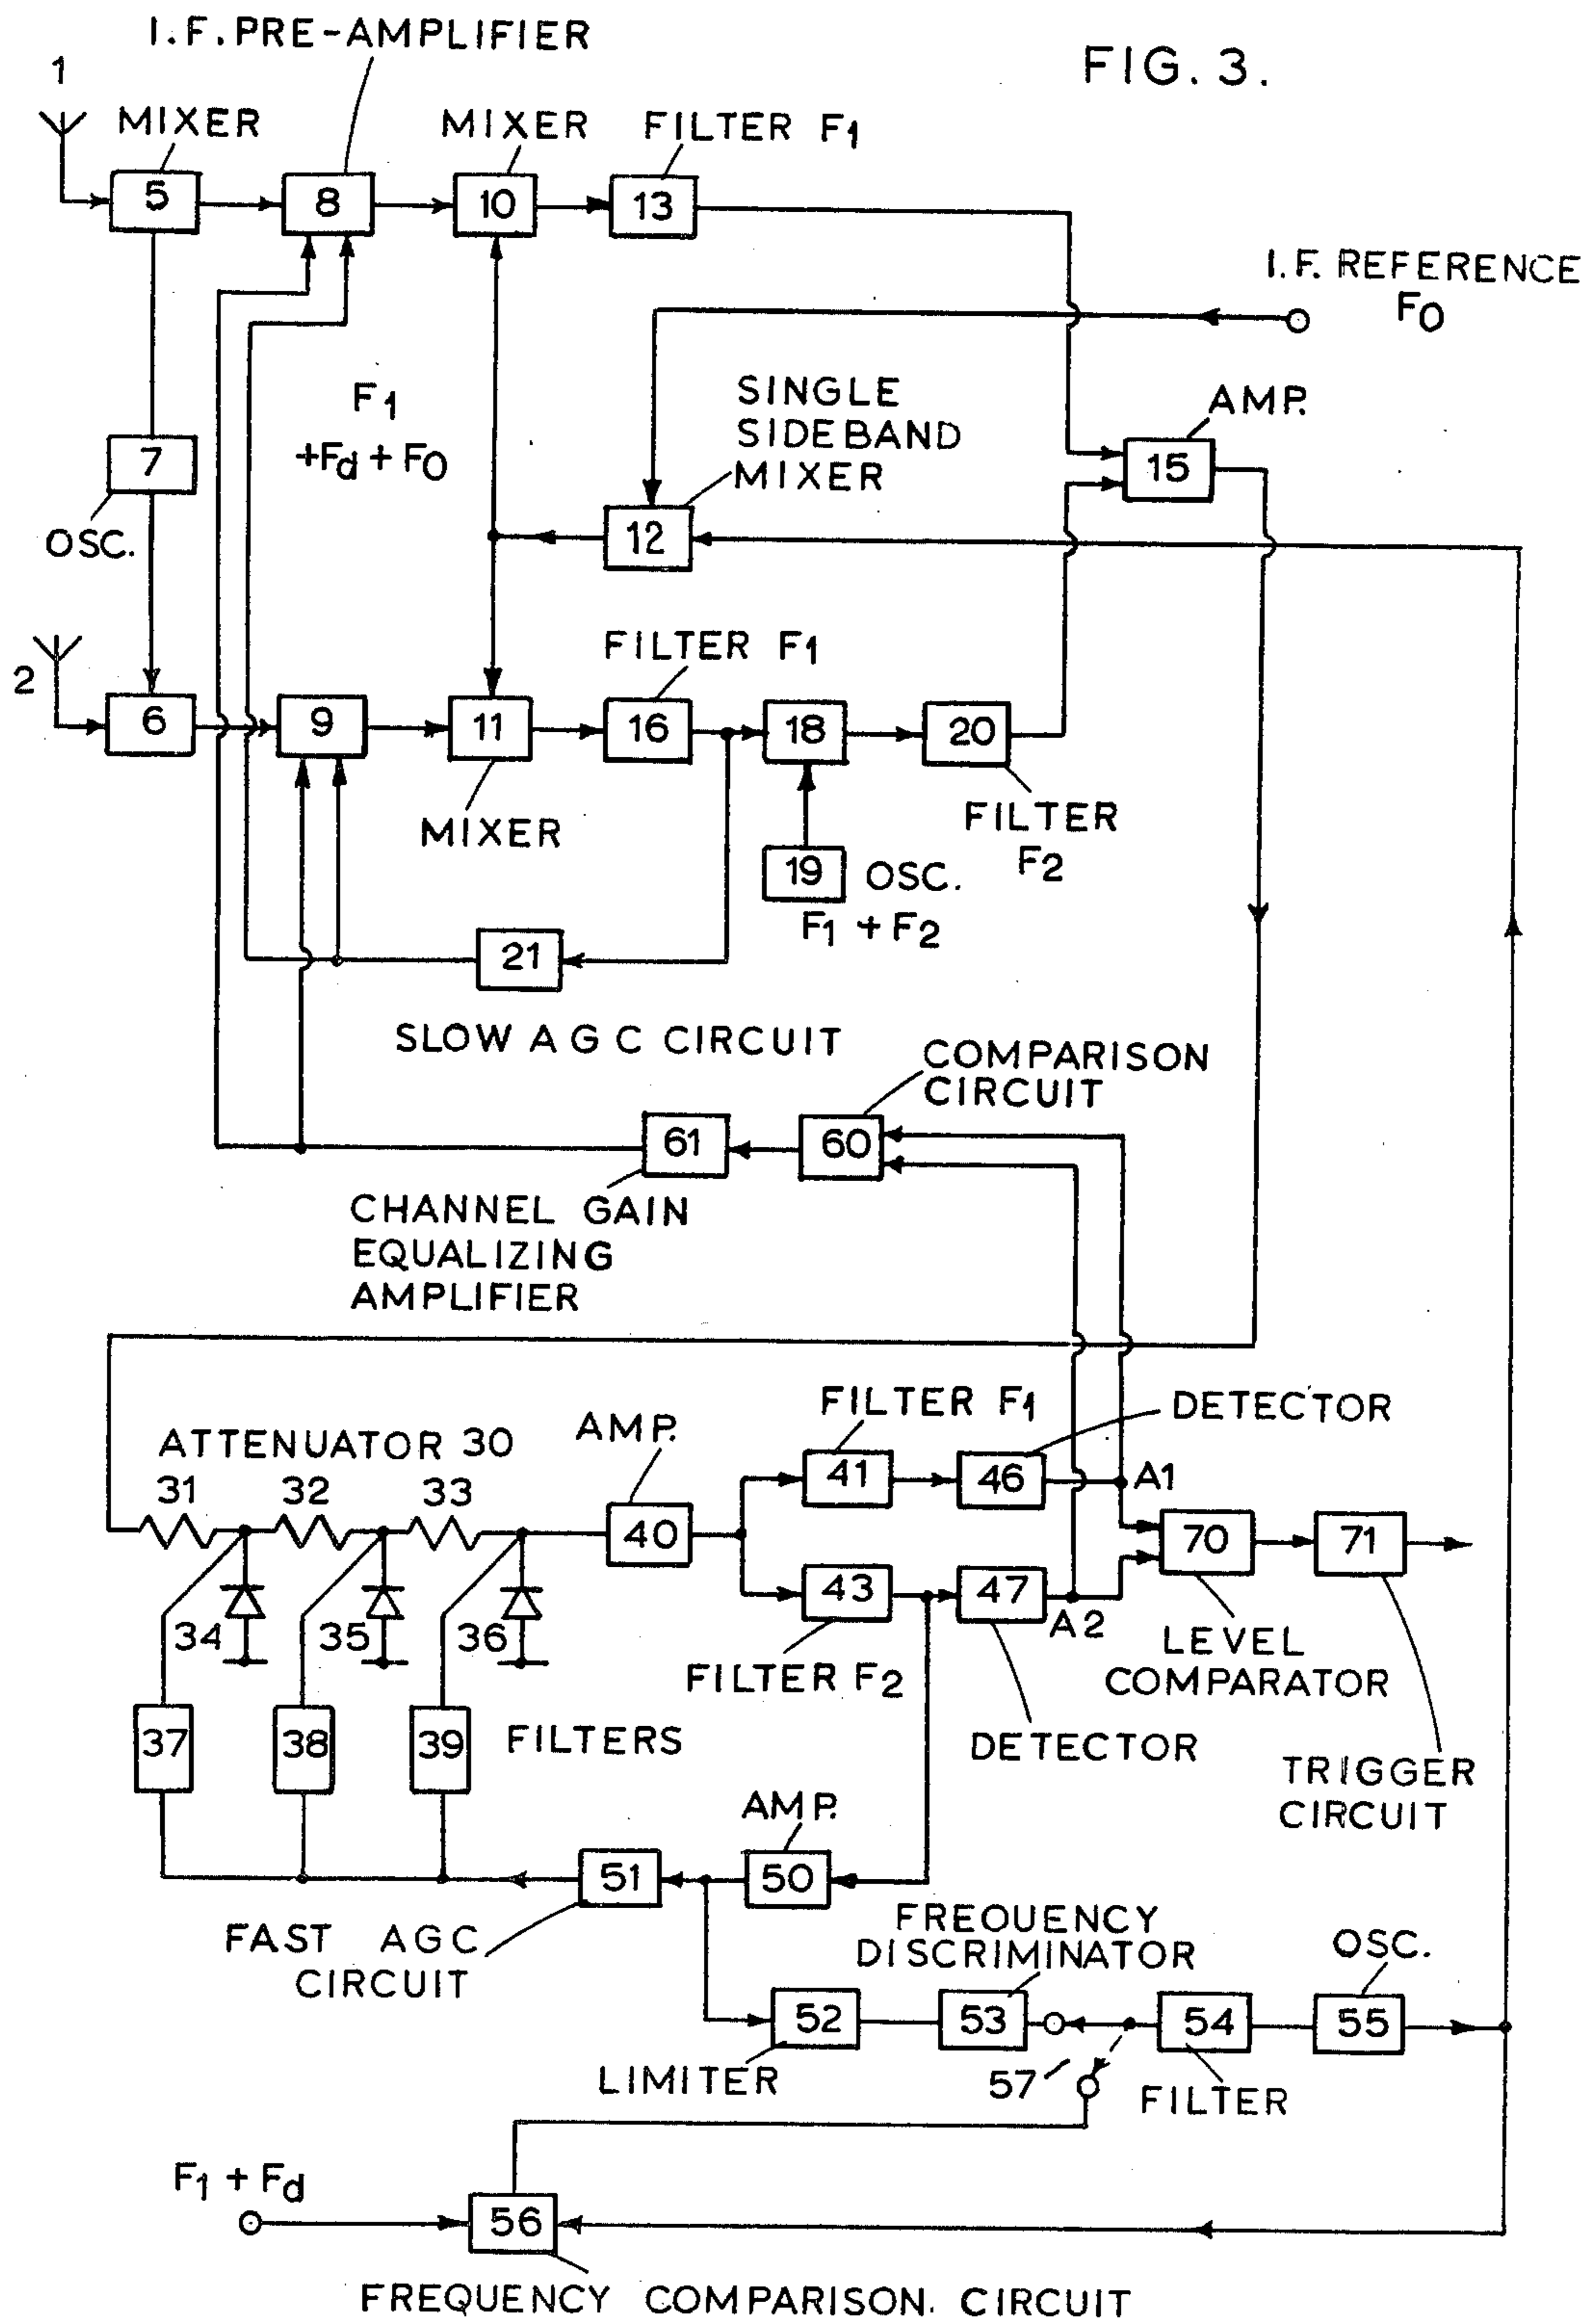 I.F. PRE-AMPLIFIER
FIG. 3.
1
MIXER
MIXER
FILTER F1
5
8
10
13
I.F. REFERENCE
F0
F1
+Fd + F0
SINGLE
SIDEBAND
MIXER
AMP.
7
15
OSC.
12
FILTER F1
2
6
9
11
16
18
20
MIXER
FILTER
F2
19
OSC.
F1 + F2
21
SLOW AGC CIRCUIT
COMPARISON
CIRCUIT
61
60
CHANNEL GAIN
EQUALIZING
AMPLIFIER
FILTER F1
DETECTOR
AMP.
ATTENUATOR 30
31
32
33
41
46
A1
40
70
71
34
35
36
43
47
A2
LEVEL
COMPARATOR
FILTER F2
37
38
39
FILTERS
DETECTOR
TRIGGER
CIRCUIT
AMP.
51
50
FAST AGC
CIRCUIT
FREOUENCY
DISCRIMINATOR
OSC.
52
53
54
55
LIMITER
57
FILTER
F1 + Fd
56
FREQUENCY COMPARISON. CIRCUIT